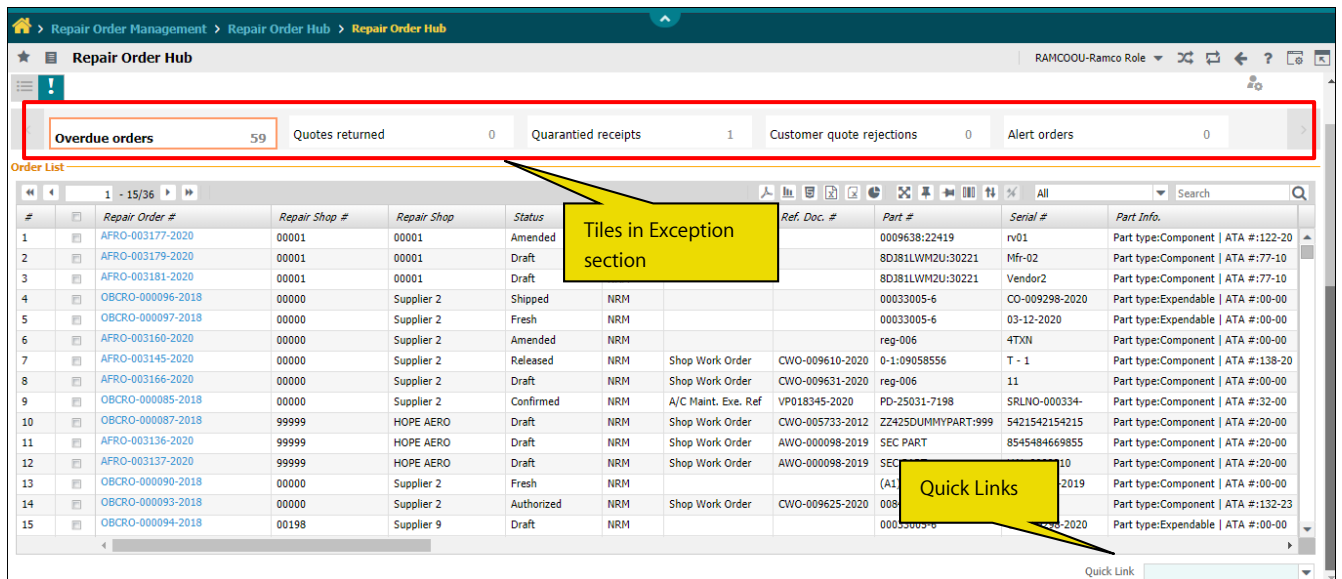 Repair Order Management > Repair Order Hub > Repair Order Hub
Repair Order Hub RAMCOOU-Ramco Role ?
!
Overdue orders 59 Quotes returned 0 Quarantied receipts 1 Customer quote rejections 0 Alert orders 0
Order List
1 - 15/36 All Search
# Repair Order # Repair Shop # Repair Shop Status Ref. Doc. # Part # Serial # Part Info.
1 AFRO-003177-2020 00001 00001 Amended 0009638:22419 rv01 Part type:Component | ATA #:122-20
2 AFRO-003179-2020 00001 00001 Draft 8DJ81LWM2U:30221 Mfr-02 Part type:Component | ATA #:77-10
3 AFRO-003181-2020 00001 00001 Draft 8DJ81LWM2U:30221 Vendor2 Part type:Component | ATA #:77-10
4 OBCRO-000096-2018 00000 Supplier 2 Shipped NRM 00033005-6 CO-009298-2020 Part type:Expendable | ATA #:00-00
5 OBCRO-000097-2018 00000 Supplier 2 Fresh NRM 00033005-6 03-12-2020 Part type:Expendable | ATA #:00-00
6 AFRO-003160-2020 00000 Supplier 2 Amended NRM reg-006 4TXN Part type:Component | ATA #:00-00
7 AFRO-003145-2020 00000 Supplier 2 Released NRM Shop Work Order CWO-009610-2020 0-1:09058556 T - 1 Part type:Component | ATA #:138-20
8 AFRO-003166-2020 00000 Supplier 2 Draft NRM Shop Work Order CWO-009631-2020 reg-006 11 Part type:Component | ATA #:00-00
9 OBCRO-000085-2018 00000 Supplier 2 Confirmed NRM A/C Maint. Exe. Ref VP018345-2020 PD-25031-7198 SRLNO-000334- Part type:Component | ATA #:32-00
10 OBCRO-000087-2018 99999 HOPE AERO Draft NRM Shop Work Order CWO-005733-2012 ZZ425DUMMYPART:999 5421542154215 Part type:Component | ATA #:20-00
11 AFRO-003136-2020 99999 HOPE AERO Draft NRM Shop Work Order AWO-000098-2019 SEC PART 8545484669855 Part type:Component | ATA #:20-00
12 AFRO-003137-2020 99999 HOPE AERO Draft NRM Shop Work Order AWO-000098-2019 SEC 10 Part type:Component | ATA #:20-00
13 OBCRO-000090-2018 00000 Supplier 2 Fresh NRM (A1) -2019 Part type:Component | ATA #:00-00
14 OBCRO-000093-2018 00000 Supplier 2 Authorized NRM Shop Work Order CWO-009625-2020 008 Part type:Component | ATA #:132-23
15 OBCRO-000094-2018 00198 Supplier 9 Draft NRM 00033005-6 -2020 Part type:Expendable | ATA #:00-00
Tiles in Exception
section
Quick Links
Quick Link